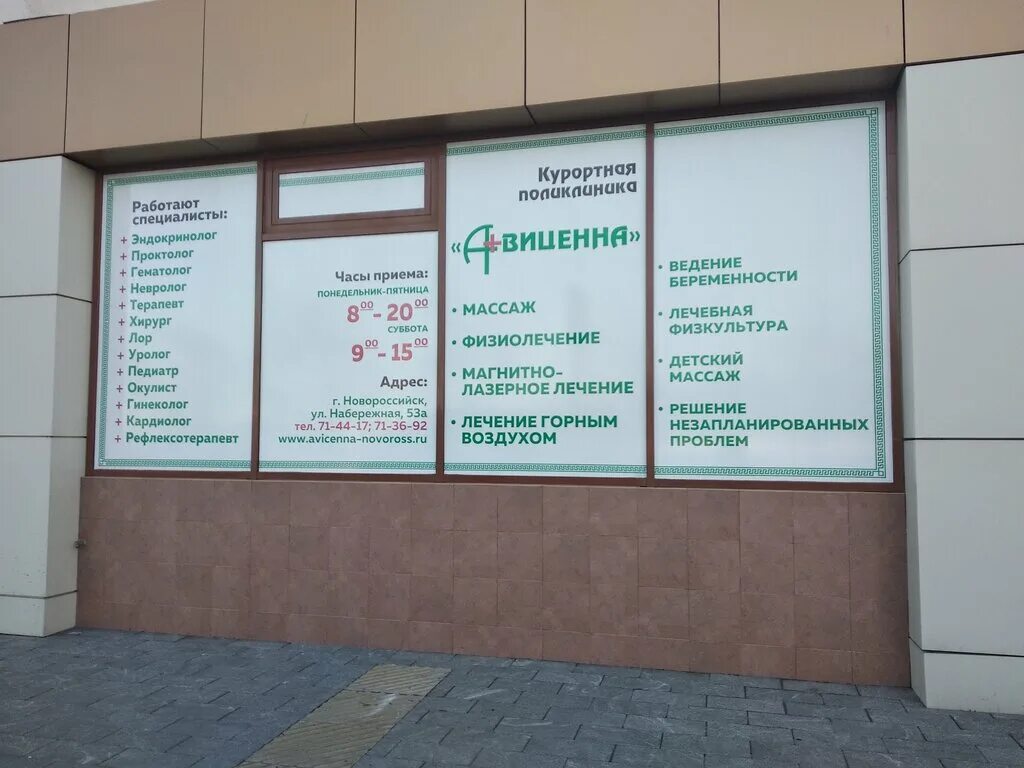 Работают
специалисты:
+ Эндокринолог
+ Проктолог
+ Гематолог
+ Невролог
+ Терапевт
+ Хирург
+ Лор
+ Уролог
+ Педиатр
+ Окулист
+ Гинеколог
+ Кардиолог
+ Рефлексотерапевт
Часы приема:
ПОНЕДЕЛЬНИК-ПЯТНИЦА
8⁰⁰ - 20⁰⁰
СУББОТА
9⁰⁰ - 15⁰⁰
Адрес:
г. Новороссийск,
ул. Набережная, 53а
тел. 71-44-17; 71-36-92
www.avicenna-novoross.ru
Курортная
поликлиника
«АВИЦЕННА»
• МАССАЖ
• ФИЗИОЛЕЧЕНИЕ
• МАГНИТНО-
ЛАЗЕРНОЕ ЛЕЧЕНИЕ
• ЛЕЧЕНИЕ ГОРНЫМ
ВОЗДУХОМ
• ВЕДЕНИЕ
БЕРЕМЕННОСТИ
• ЛЕЧЕБНАЯ
ФИЗКУЛЬТУРА
• ДЕТСКИЙ
МАССАЖ
• РЕШЕНИЕ
НЕЗАПЛАНИРОВАННЫХ
ПРОБЛЕМ